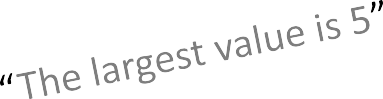 “The largest value is 5”